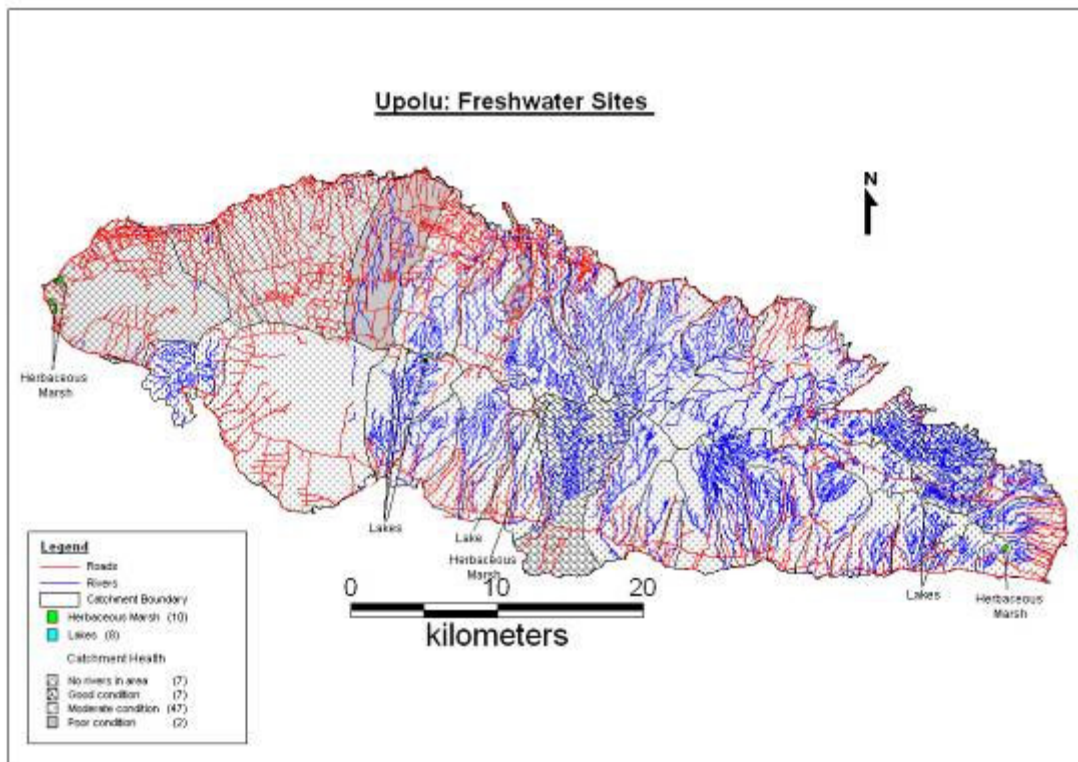 Upolu: Freshwater Sites
N
Herbaceous
Marsh
Lakes
Lake
Herbaceous
Marsh
Lakes
Herbaceous
Marsh
0 10 20
kilometers
Legend
Roads
Rivers
Catchment Boundary
Herbaceous Marsh (10)
Lakes (8)
Catchment Health
No rivers in area (7)
Good condition (7)
Moderate condition (47)
Poor condition (2)